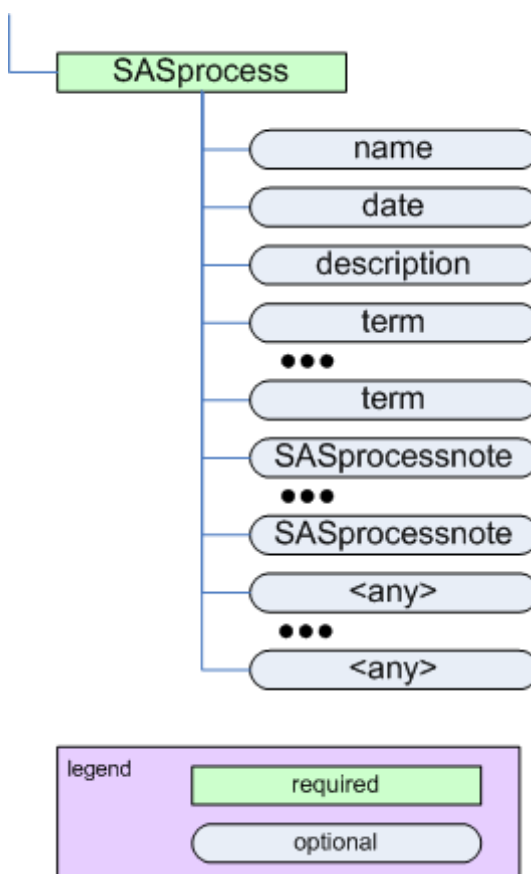 SASprocess
name
date
description
term
•••
term
SASprocessnote
•••
SASprocessnote
<any>
•••
<any>
legend
required
optional